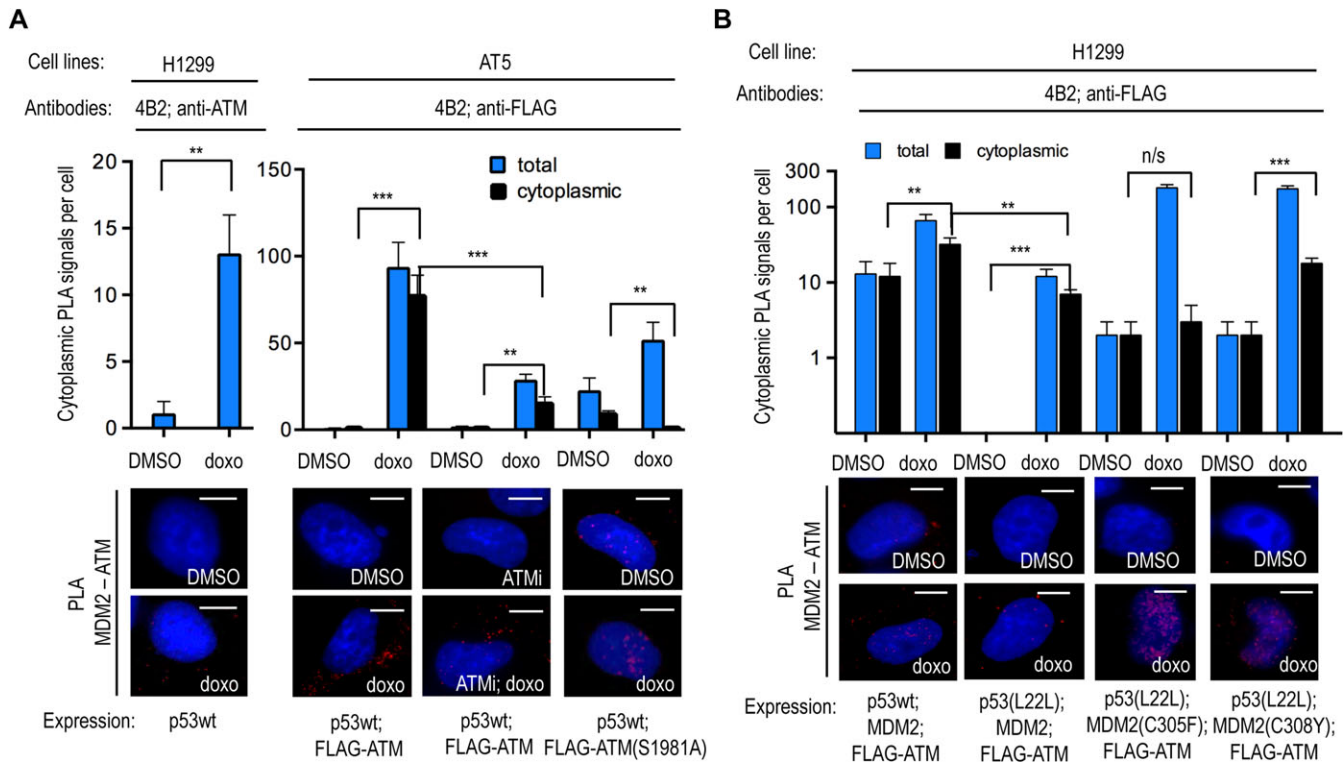 A
Cell lines:
H1299
AT5
Antibodies:
4B2; anti-ATM
4B2; anti-FLAG
Cytoplasmic PLA signals per cell
20
15
10
5
0
**
DMSO
doxo
150
100
50
0
total
cytoplasmic
***
***
**
**
DMSO
doxo
DMSO
doxo
DMSO
doxo
PLA
MDM2 – ATM
DMSO
DMSO
ATMi
DMSO
doxo
doxo
ATMi; doxo
doxo
Expression:
p53wt
p53wt;
FLAG-ATM
p53wt;
FLAG-ATM
p53wt;
FLAG-ATM(S1981A)
B
Cell line:
H1299
Antibodies:
4B2; anti-FLAG
total
cytoplasmic
Cytoplasmic PLA signals per cell
300
100
10
1
**
**
***
n/s
***
DMSO
doxo
DMSO
doxo
DMSO
doxo
DMSO
doxo
PLA
MDM2 – ATM
DMSO
DMSO
DMSO
DMSO
doxo
doxo
doxo
doxo
Expression:
p53wt;
MDM2;
FLAG-ATM
p53(L22L);
MDM2;
FLAG-ATM
p53(L22L);
MDM2(C305F);
FLAG-ATM
p53(L22L);
MDM2(C308Y);
FLAG-ATM